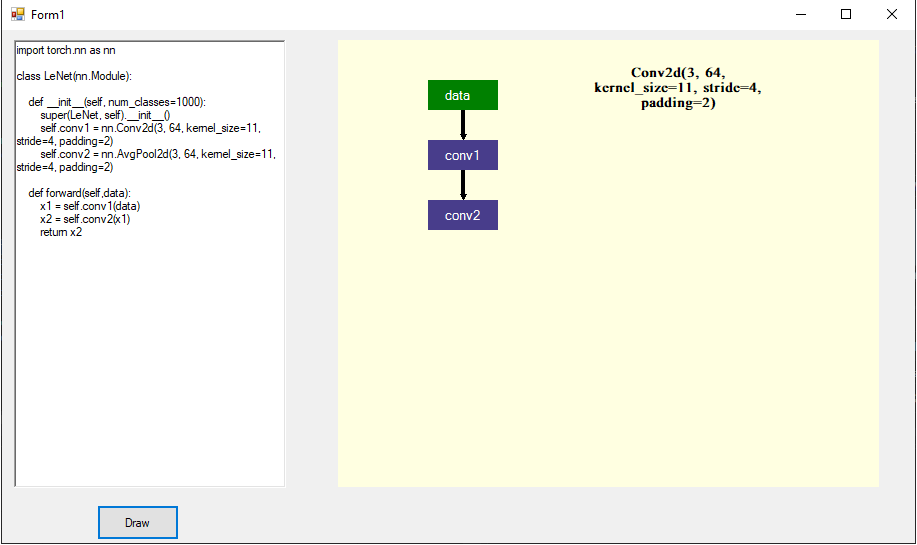 Form1
import torch.nn as nn
class LeNet(nn.Module):
def __init__(self, num_classes=1000):
super(LeNet, self).__init__()
self.conv1 = nn.Conv2d(3, 64, kernel_size=11,
stride=4, padding=2)
self.conv2 = nn.AvgPool2d(3, 64, kernel_size=11,
stride=4, padding=2)
def forward(self,data):
x1 = self.conv1(data)
x2 = self.conv2(x1)
return x2
data
conv1
conv2
Conv2d(3, 64,
kernel_size=11, stride=4,
padding=2)
Draw